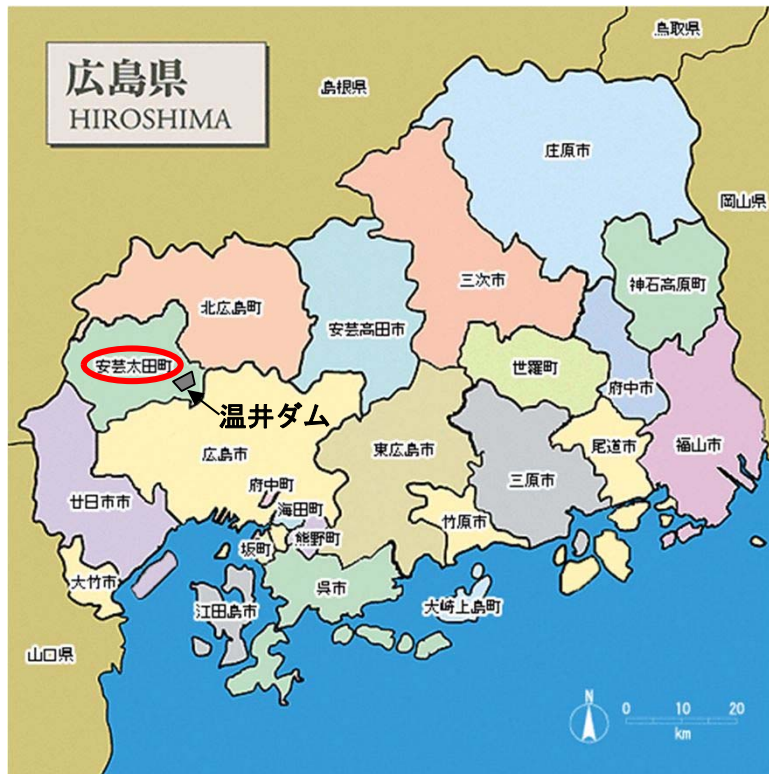 広島県
HIROSHIMA
鳥取県
島根県
庄原市
岡山県
三次市
神石高原町
北広島町
安芸高田市
安芸太田町
世羅町
府中市
温井ダム
広島市
東広島市
三原市
尾道市
福山市
廿日市市
府中町
海田町
竹原市
坂町
熊野町
大竹市
呉市
江田島市
大崎上島町
山口県
N
0 10 20
km